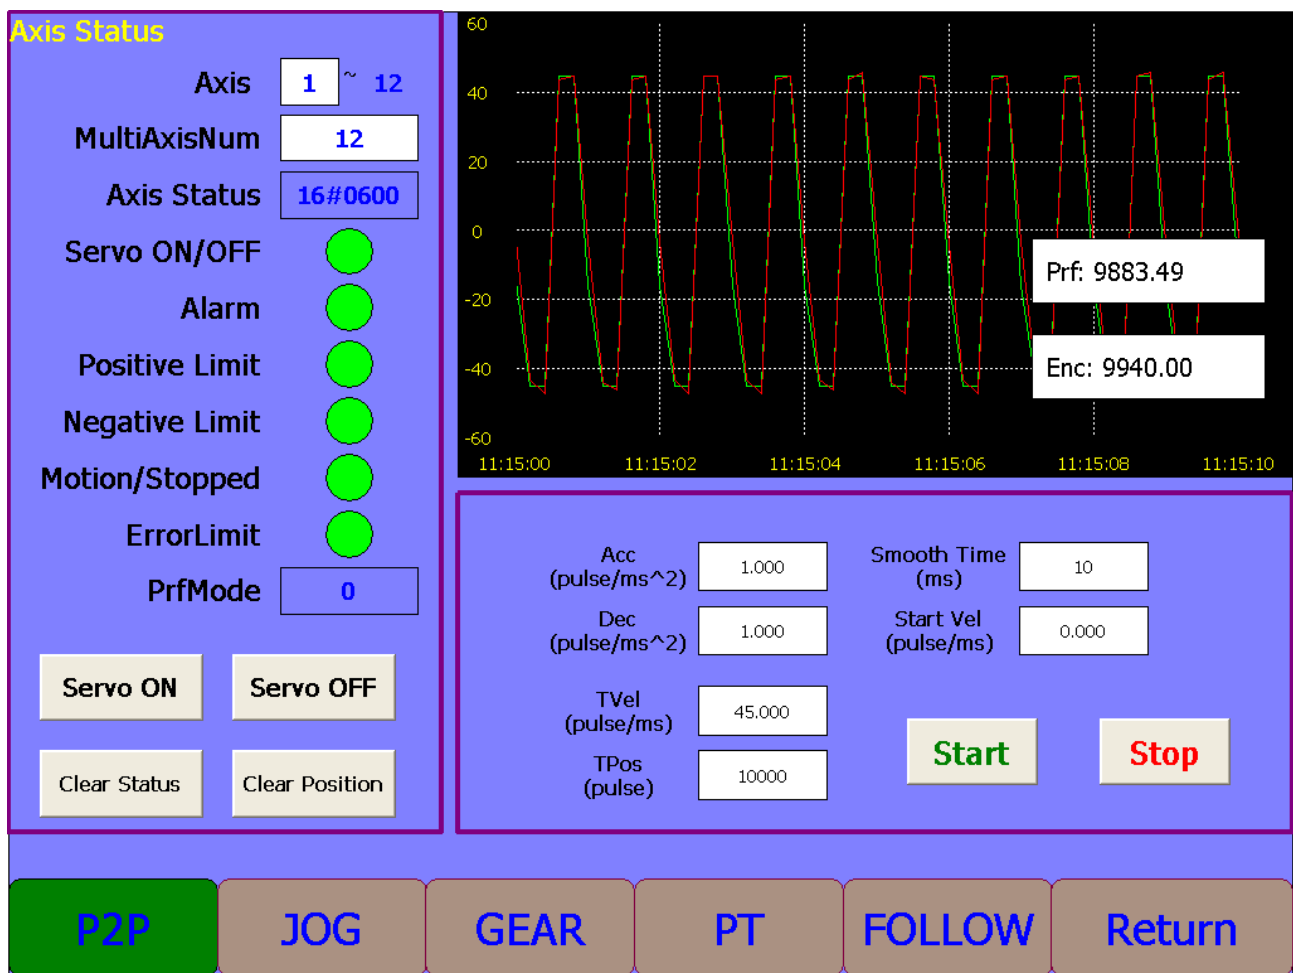 Axis Status
Axis 1 ~ 12
MultiAxisNum 12
Axis Status 16#0600
Servo ON/OFF
Alarm
Positive Limit
Negative Limit
Motion/Stopped
ErrorLimit
PrfMode 0
Servo ON Servo OFF
Clear Status Clear Position
60
40
20
0
-20
-40
-60
11:15:00 11:15:02 11:15:04 11:15:06 11:15:08 11:15:10
Prf: 9883.49
Enc: 9940.00
Acc
(pulse/ms^2) 1.000
Smooth Time
(ms) 10
Dec
(pulse/ms^2) 1.000
Start Vel
(pulse/ms) 0.000
TVel
(pulse/ms) 45.000
TPos
(pulse) 10000
Start Stop
P2P JOG GEAR PT FOLLOW Return